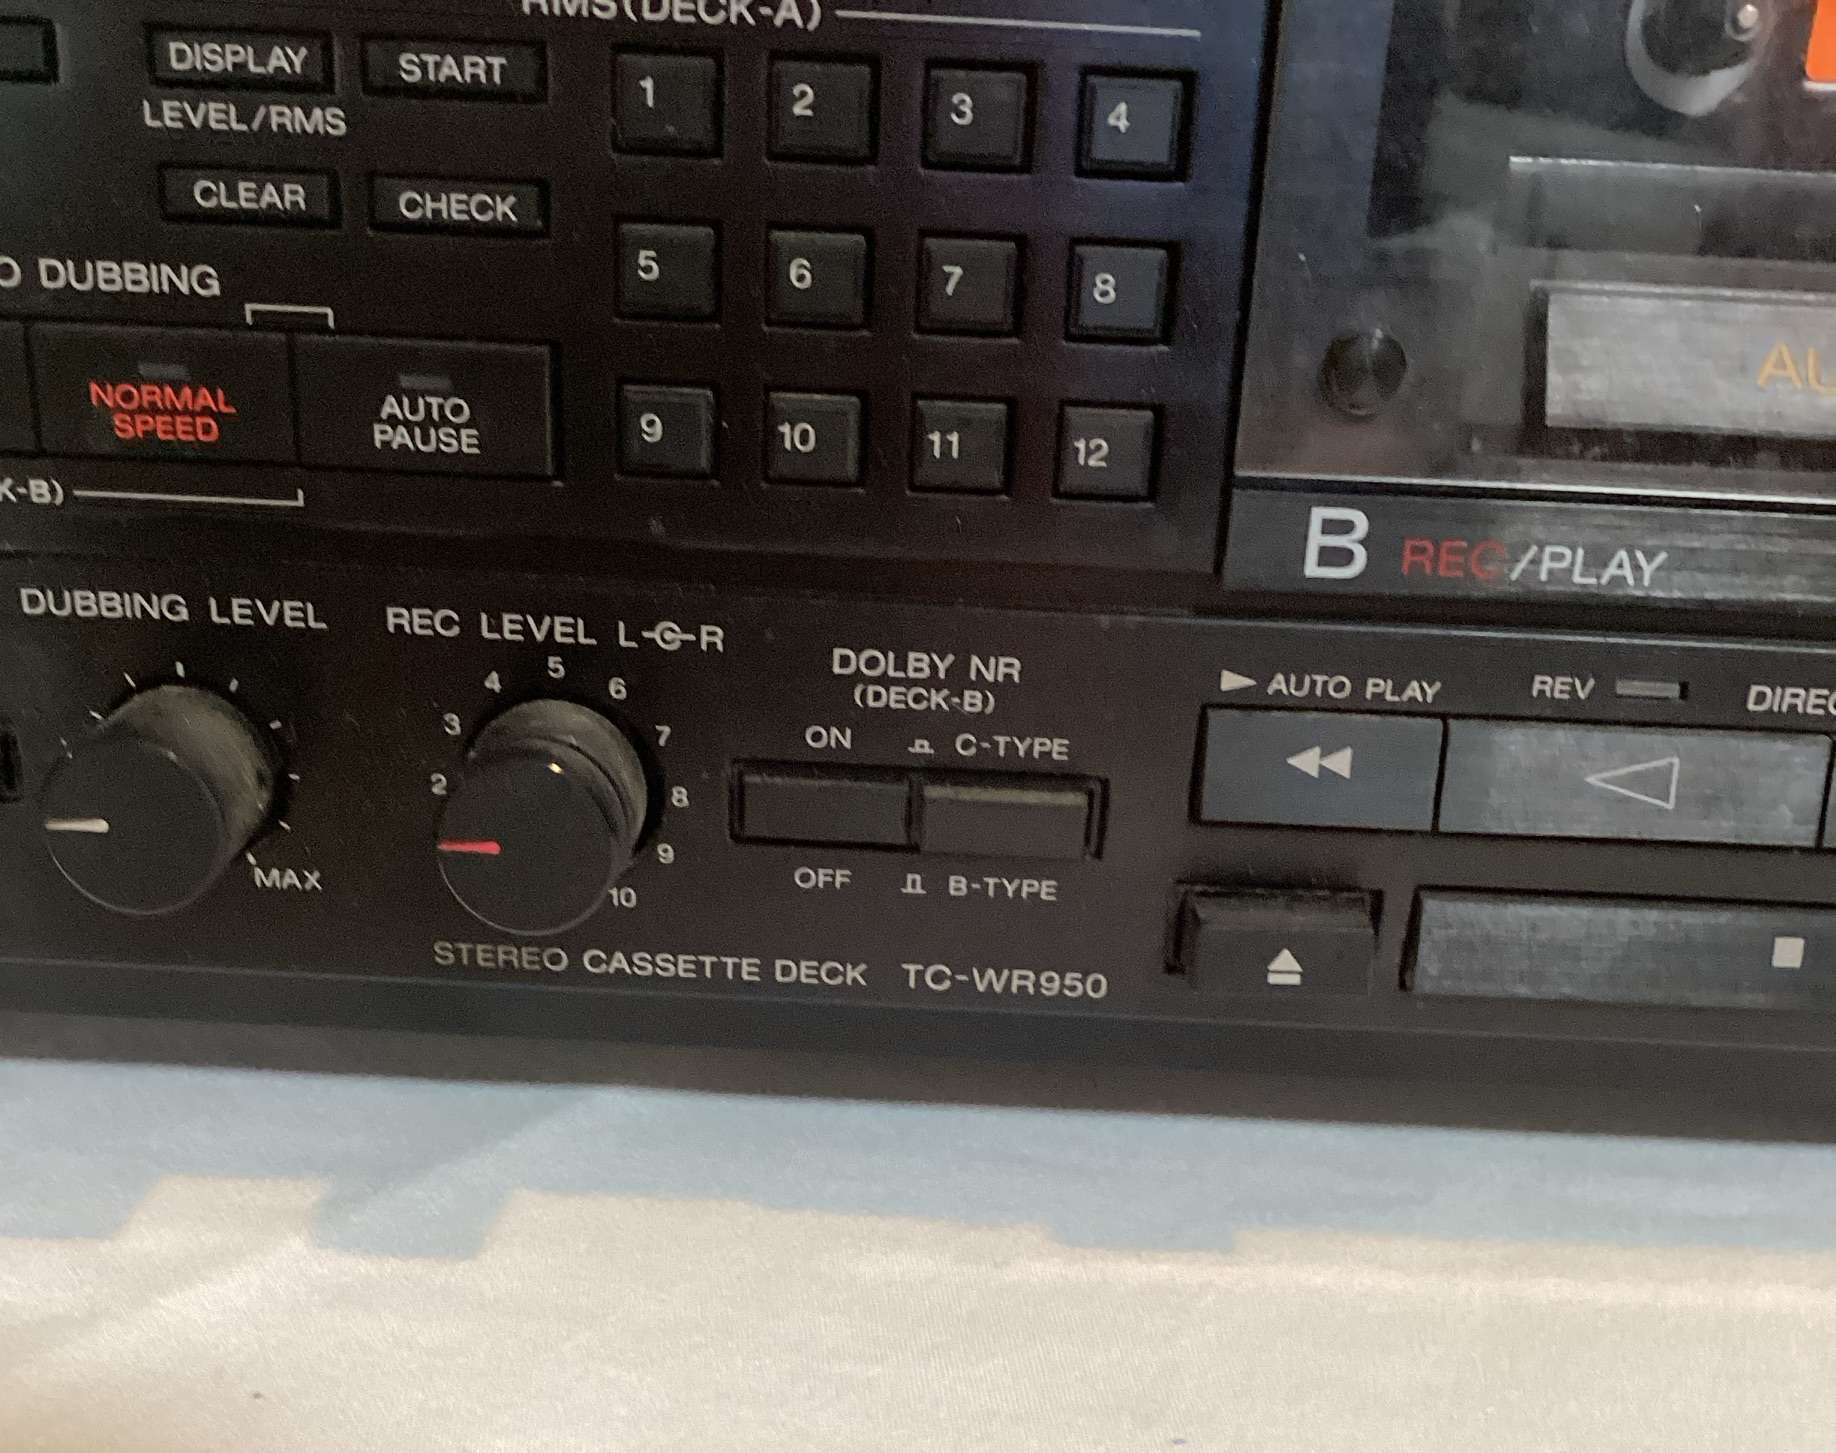 RMS(DECK-A)
DISPLAY
START
LEVEL/RMS
CLEAR
CHECK
1
2
3
4
5
6
7
8
9
10
11
12
DUBBING
NORMAL
SPEED
AUTO
PAUSE
K-B)
B REC/PLAY
DUBBING LEVEL
MAX
REC LEVEL L R
2
3
4
5
6
7
8
9
10
DOLBY NR
(DECK-B)
ON
C-TYPE
OFF
B-TYPE
AUTO PLAY
REV
DIREC
STEREO CASSETTE DECK TC-WR950